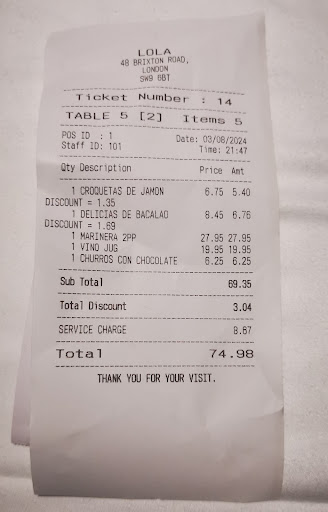 LOLA
48 BRIXTON ROAD,
LONDON
SW9 6BT
Ticket Number : 14
TABLE 5 [2] Items 5
POS ID : 1 Date: 03/08/2024
Staff ID: 101 Time: 21:47
Qty Description Price Amt
1 CROQUETAS DE JAMON 6.75 5.40
DISCOUNT = 1.35
1 DELICIAS DE BACALAO 8.45 6.76
DISCOUNT = 1.69
1 MARINERA 2PP 27.95 27.95
1 VINO JUG 19.95 19.95
1 CHURROS CON CHOCOLATE 6.25 6.25
Sub Total 69.35
Total Discount 3.04
SERVICE CHARGE 8.67
Total 74.98
THANK YOU FOR YOUR VISIT.